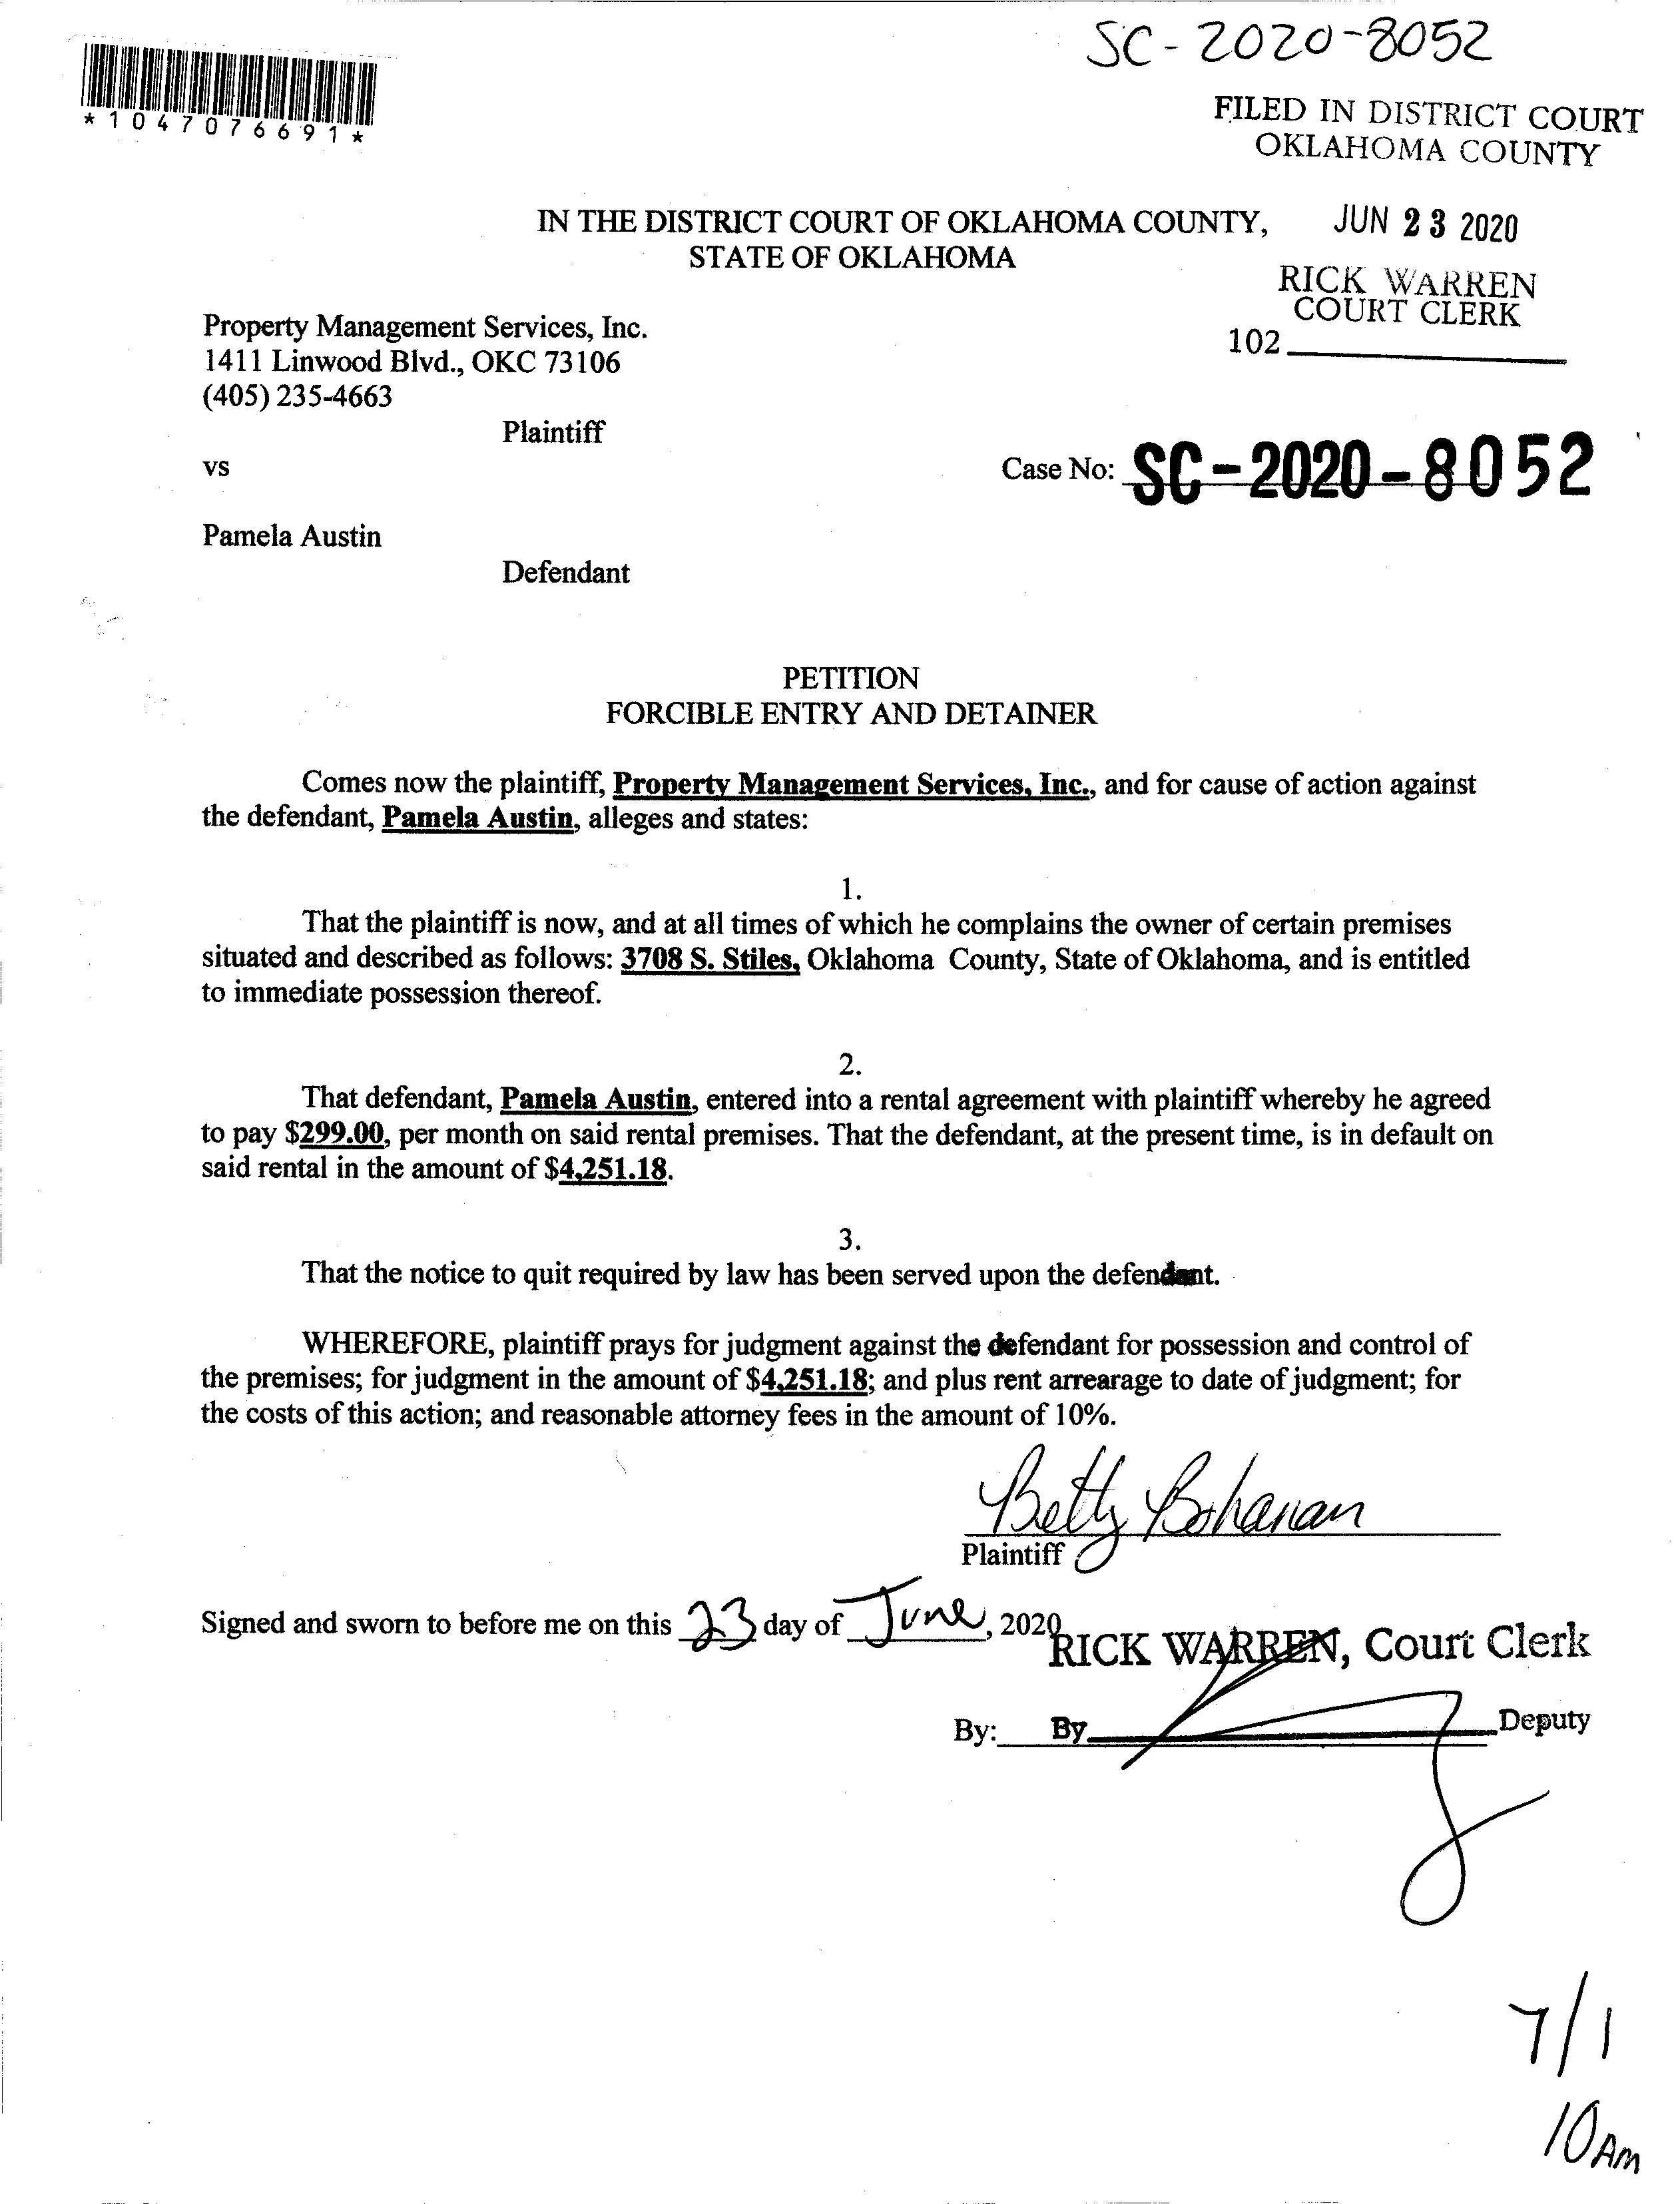 SC-2020-8052
*1047076691*
FILED IN DISTRICT COURT
OKLAHOMA COUNTY
IN THE DISTRICT COURT OF OKLAHOMA COUNTY,
STATE OF OKLAHOMA
JUN 23 2020
RICK WARREN
COURT CLERK
102
Property Management Services, Inc.
1411 Linwood Blvd., OKC 73106
(405) 235-4663
Plaintiff
vs
Case No: SC-2020-8052
Pamela Austin
Defendant
PETITION
FORCIBLE ENTRY AND DETAINER
Comes now the plaintiff, Property Management Services, Inc., and for cause of action against
the defendant, Pamela Austin, alleges and states:
1.
That the plaintiff is now, and at all times of which he complains the owner of certain premises
situated and described as follows: 3708 S. Stiles, Oklahoma County, State of Oklahoma, and is entitled
to immediate possession thereof.
2.
That defendant, Pamela Austin, entered into a rental agreement with plaintiff whereby he agreed
to pay $299.00, per month on said rental premises. That the defendant, at the present time, is in default on
said rental in the amount of $4,251.18.
3.
That the notice to quit required by law has been served upon the defendant.
WHEREFORE, plaintiff prays for judgment against the defendant for possession and control of
the premises; for judgment in the amount of $4,251.18; and plus rent arrearage to date of judgment; for
the costs of this action; and reasonable attorney fees in the amount of 10%.
Betty Bohanan
Plaintiff
Signed and sworn to before me on this 23 day of June, 2020
RICK WARREN, Court Clerk
By: By Deputy
7/1
10 AM